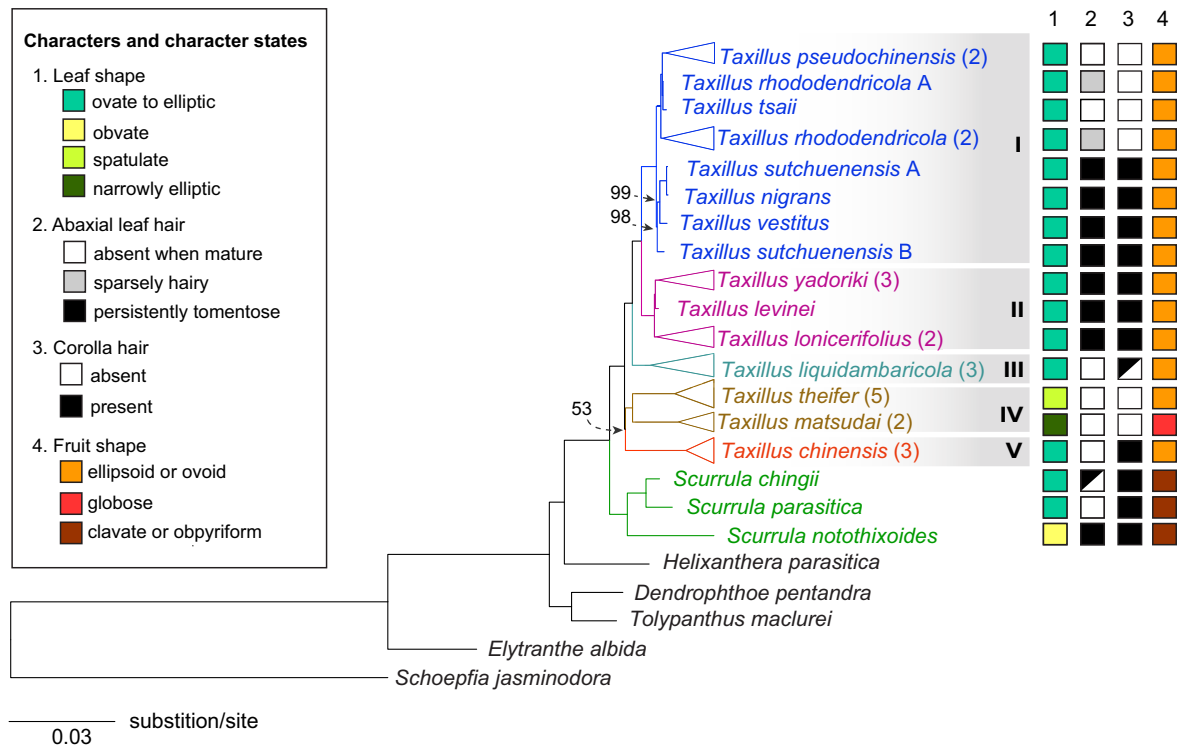 Characters and character states
1. Leaf shape
ovate to elliptic
obvate
spatulate
narrowly elliptic
2. Abaxial leaf hair
absent when mature
sparsely hairy
persistently tomentose
3. Corolla hair
absent
present
4. Fruit shape
ellipsoid or ovoid
globose
clavate or obpyriform
1 2 3 4
Taxillus pseudochinensis (2)
Taxillus rhododendricola A
Taxillus tsaii
Taxillus rhododendricola (2)
I
Taxillus sutchuenensis A
99
Taxillus nigrans
98
Taxillus vestitus
Taxillus sutchuenensis B
Taxillus yadoriki (3)
Taxillus levinei
II
Taxillus lonicerifolius (2)
Taxillus liquidambaricola (3)
III
Taxillus theifer (5)
53
IV
Taxillus matsudai (2)
Taxillus chinensis (3)
V
Scurrula chingii
Scurrula parasitica
Scurrula notothixoides
Helixanthera parasitica
Dendrophthoe pentandra
Tolypanthus maclurei
Elytranthe albida
Schoepfia jasminodora
substition/site
0.03